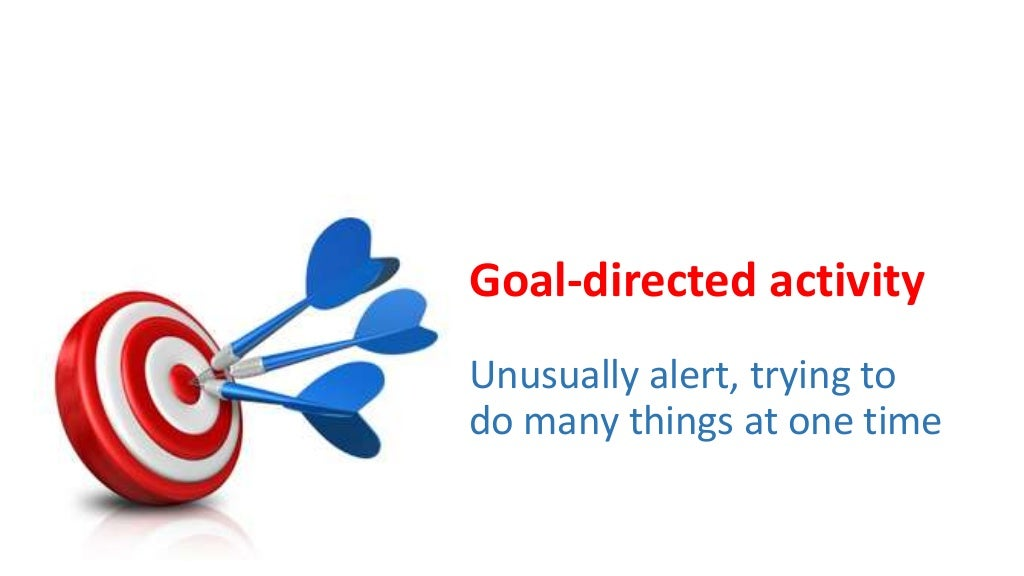 Goal-directed activity
Unusually alert, trying to
do many things at one time